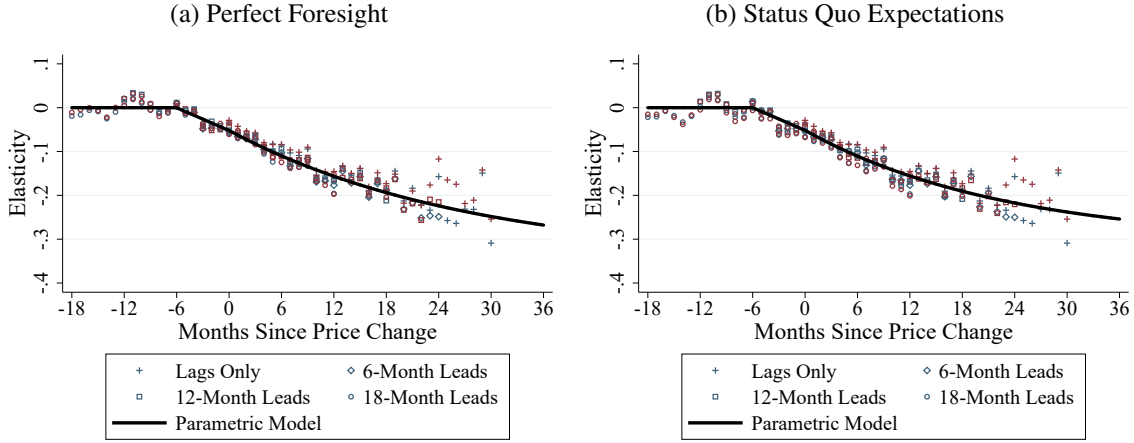 (a) Perfect Foresight
.1
0
-.1
-.2
-.3
-.4
Elasticity
-18 -12 -6 0 6 12 18 24 30 36
Months Since Price Change
Lags Only 6-Month Leads
12-Month Leads 18-Month Leads
Parametric Model
(b) Status Quo Expectations
.1
0
-.1
-.2
-.3
-.4
Elasticity
-18 -12 -6 0 6 12 18 24 30 36
Months Since Price Change
Lags Only 6-Month Leads
12-Month Leads 18-Month Leads
Parametric Model